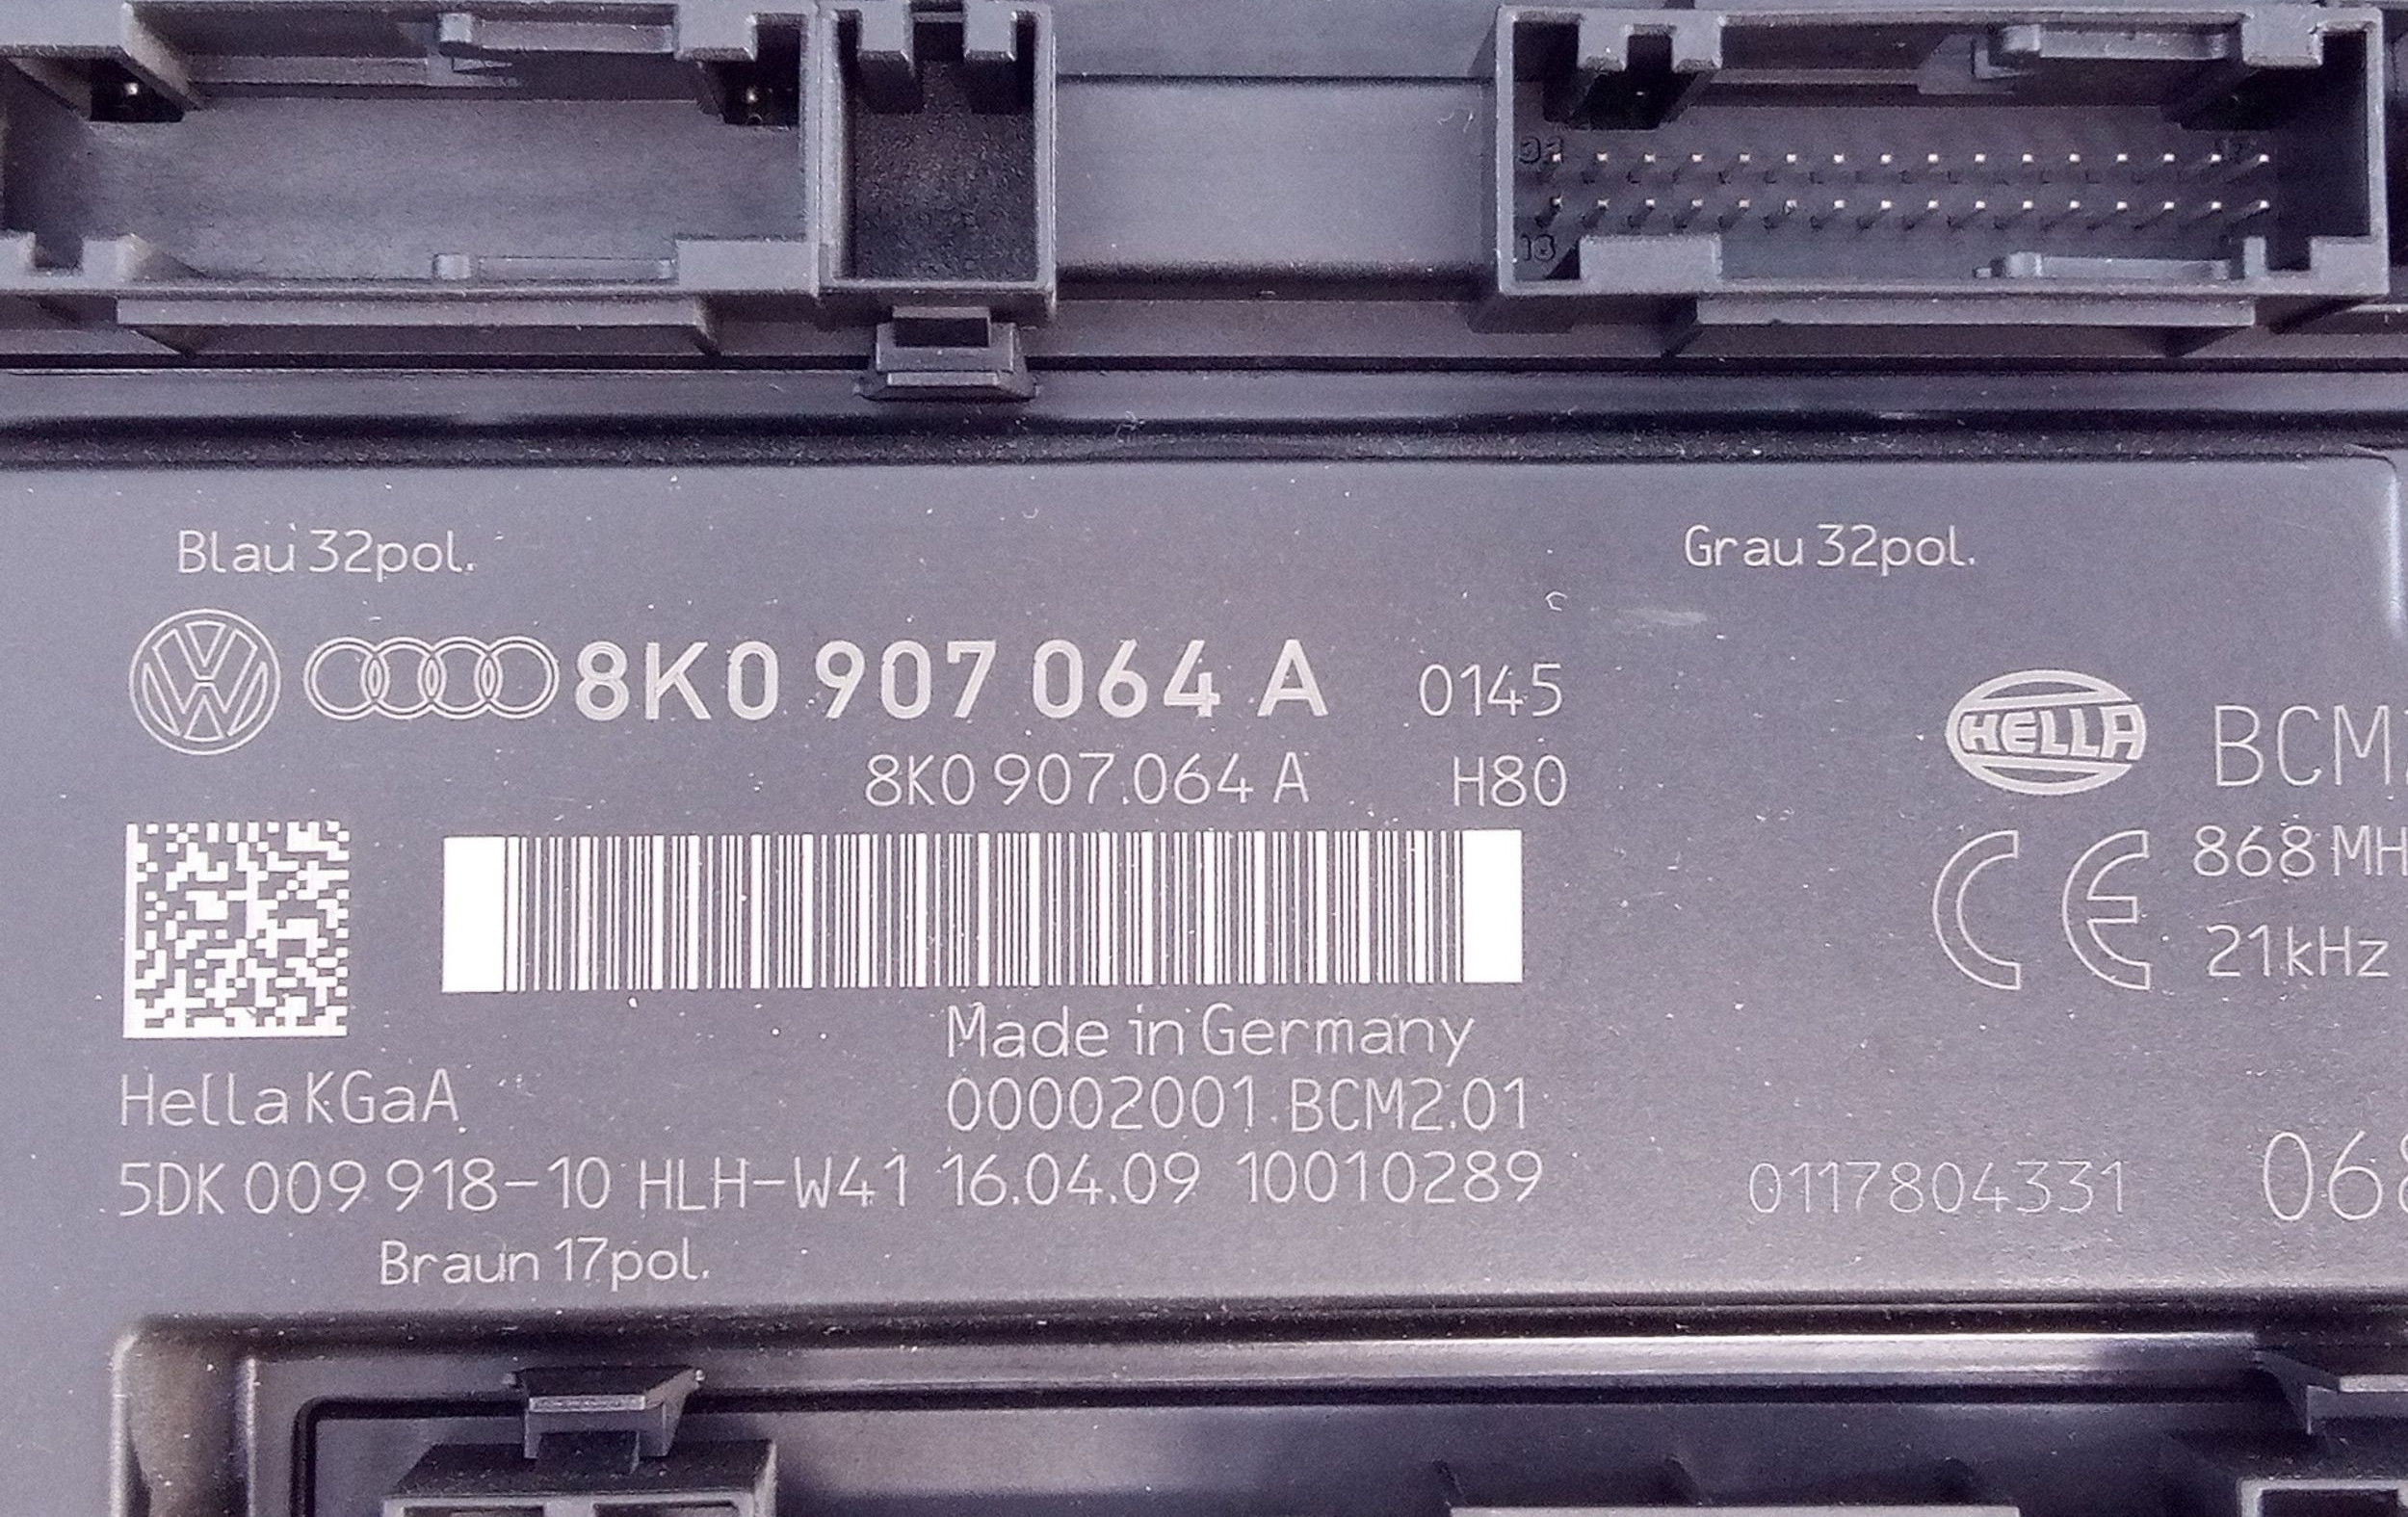 Blau 32pol.
Grau 32pol.
8K0 907 064 A 0145
8K0 907.064 A H80
HELLA
868 MH
21kHz
CE
Made in Germany
Hella KGaA
00002001 BCM2.01
5DK 009 918-10 HLH-W41 16.04.09 10010289
0117804331
Braun 17pol.